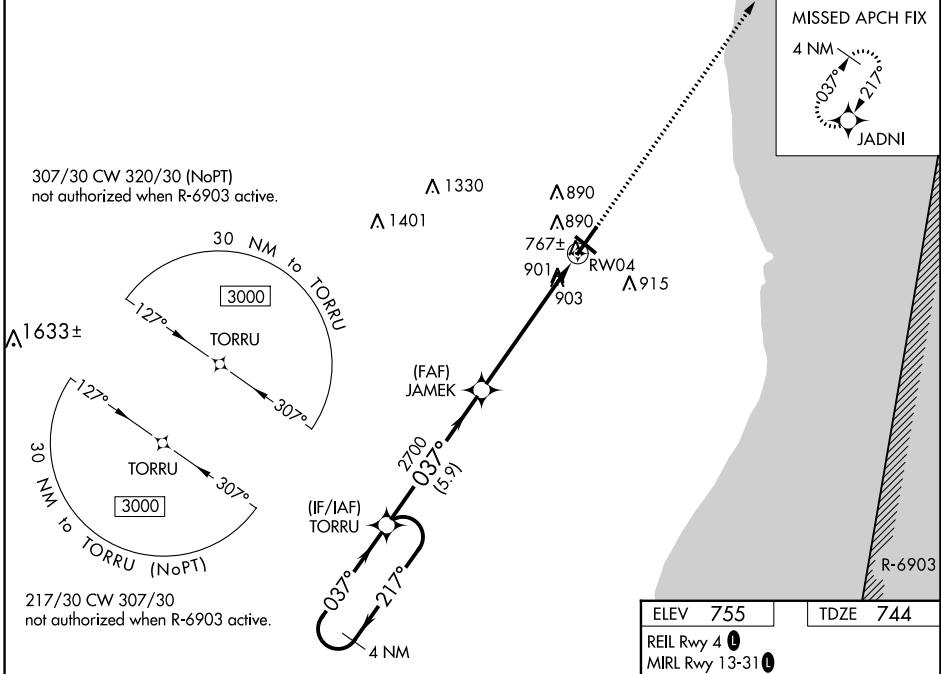 MISSED APCH FIX
4 NM
037°
217°
JADNI
307/30 CW 320/30 (NoPT)
not authorized when R-6903 active.
1330
890
1401
890
767±
RW04
901
903
915
30 NM to TORRU
3000
127°
TORRU
307°
1633±
(FAF)
JAMEK
127°
TORRU
307°
3000
30 NM to TORRU (NoPT)
2700
037°
(5.9)
(IF/IAF)
TORRU
037°
217°
4 NM
R-6903
217/30 CW 307/30
not authorized when R-6903 active.
ELEV 755
TDZE 744
REIL Rwy 4 L
MIRL Rwy 13-31 L